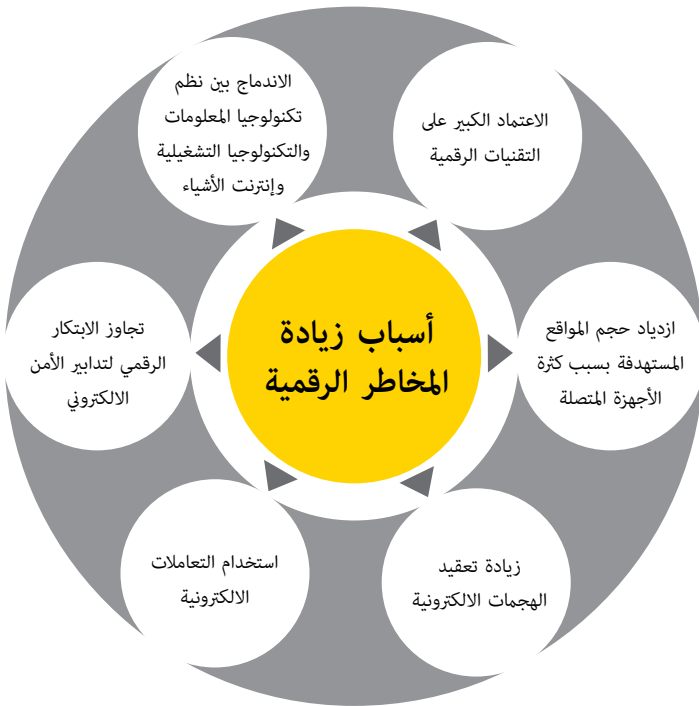 أسباب زيادة
المخاطر الرقمية
الاعتماد الكبير على
التقنيات الرقمية
ازدياد حجم المواقع
المستهدفة بسبب كثرة
الأجهزة المتصلة
زيادة تعقيد
الهجمات الالكترونية
استخدام التعاملات
الالكترونية
تجاوز الابتكار
الرقمي لتدابير الأمن
الالكتروني
الاندماج بين نظم
تكنولوجيا المعلومات
والتكنولوجيا التشغيلية
وإنترنت الأشياء